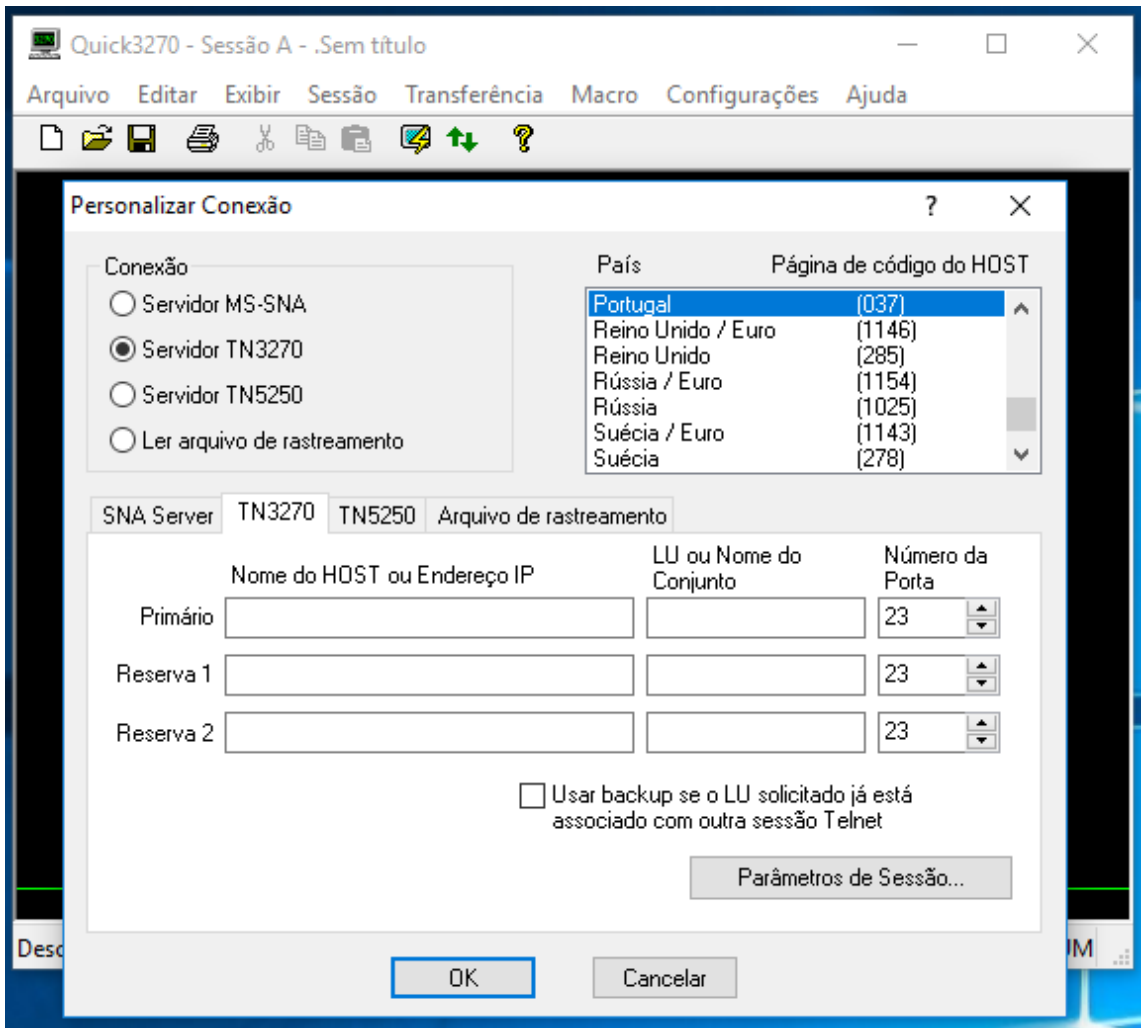 Quick3270 - Sessão A - .Sem título
Arquivo Editar Exibir Sessão Transferência Macro Configurações Ajuda
Personalizar Conexão
Conexão
Servidor MS-SNA
Servidor TN3270
Servidor TN5250
Ler arquivo de rastreamento
País Página de código do HOST
Portugal (037)
Reino Unido / Euro (1146)
Reino Unido (285)
Rússia / Euro (1154)
Rússia (1025)
Suécia / Euro (1143)
Suécia (278)
SNA Server TN3270 TN5250 Arquivo de rastreamento
Nome do HOST ou Endereço IP
LU ou Nome do
Conjunto
Número da
Porta
Primário 23
Reserva 1 23
Reserva 2 23
Usar backup se o LU solicitado já está
associado com outra sessão Telnet
Parâmetros de Sessão...
OK Cancelar